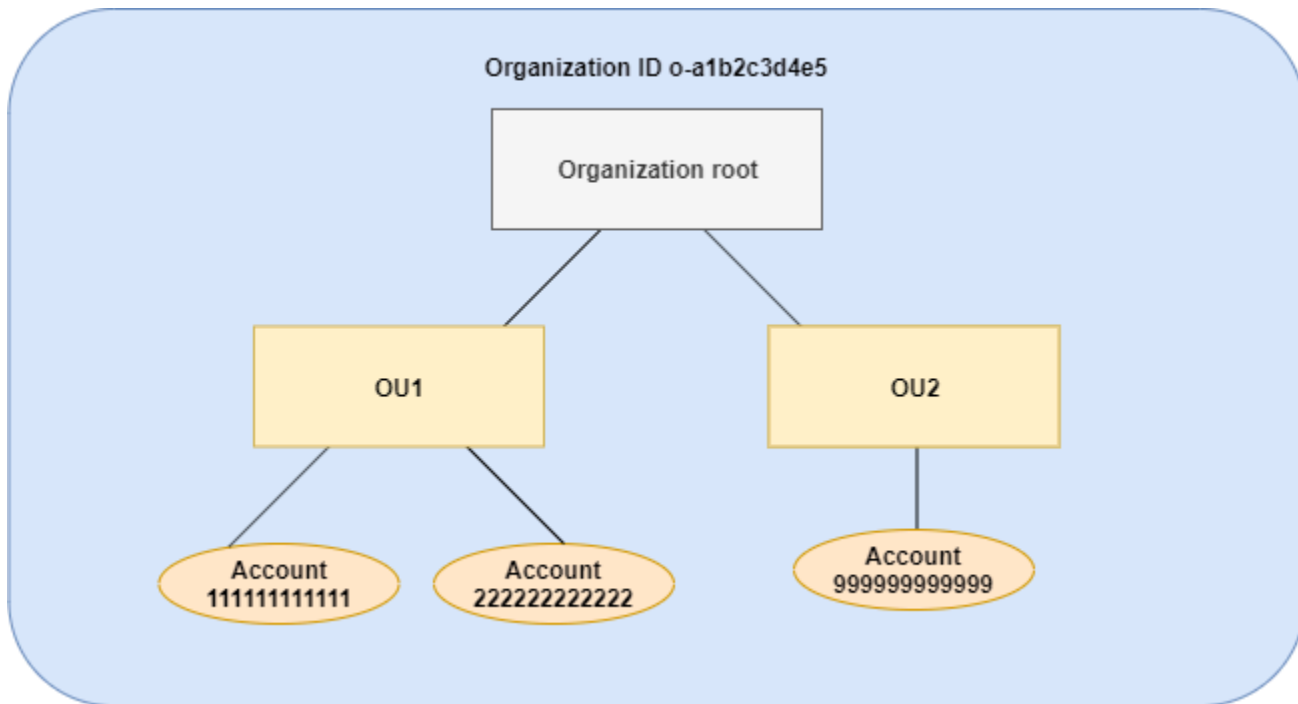 Organization ID o-a1b2c3d4e5
Organization root
OU1
OU2
Account
111111111111
Account
222222222222
Account
999999999999